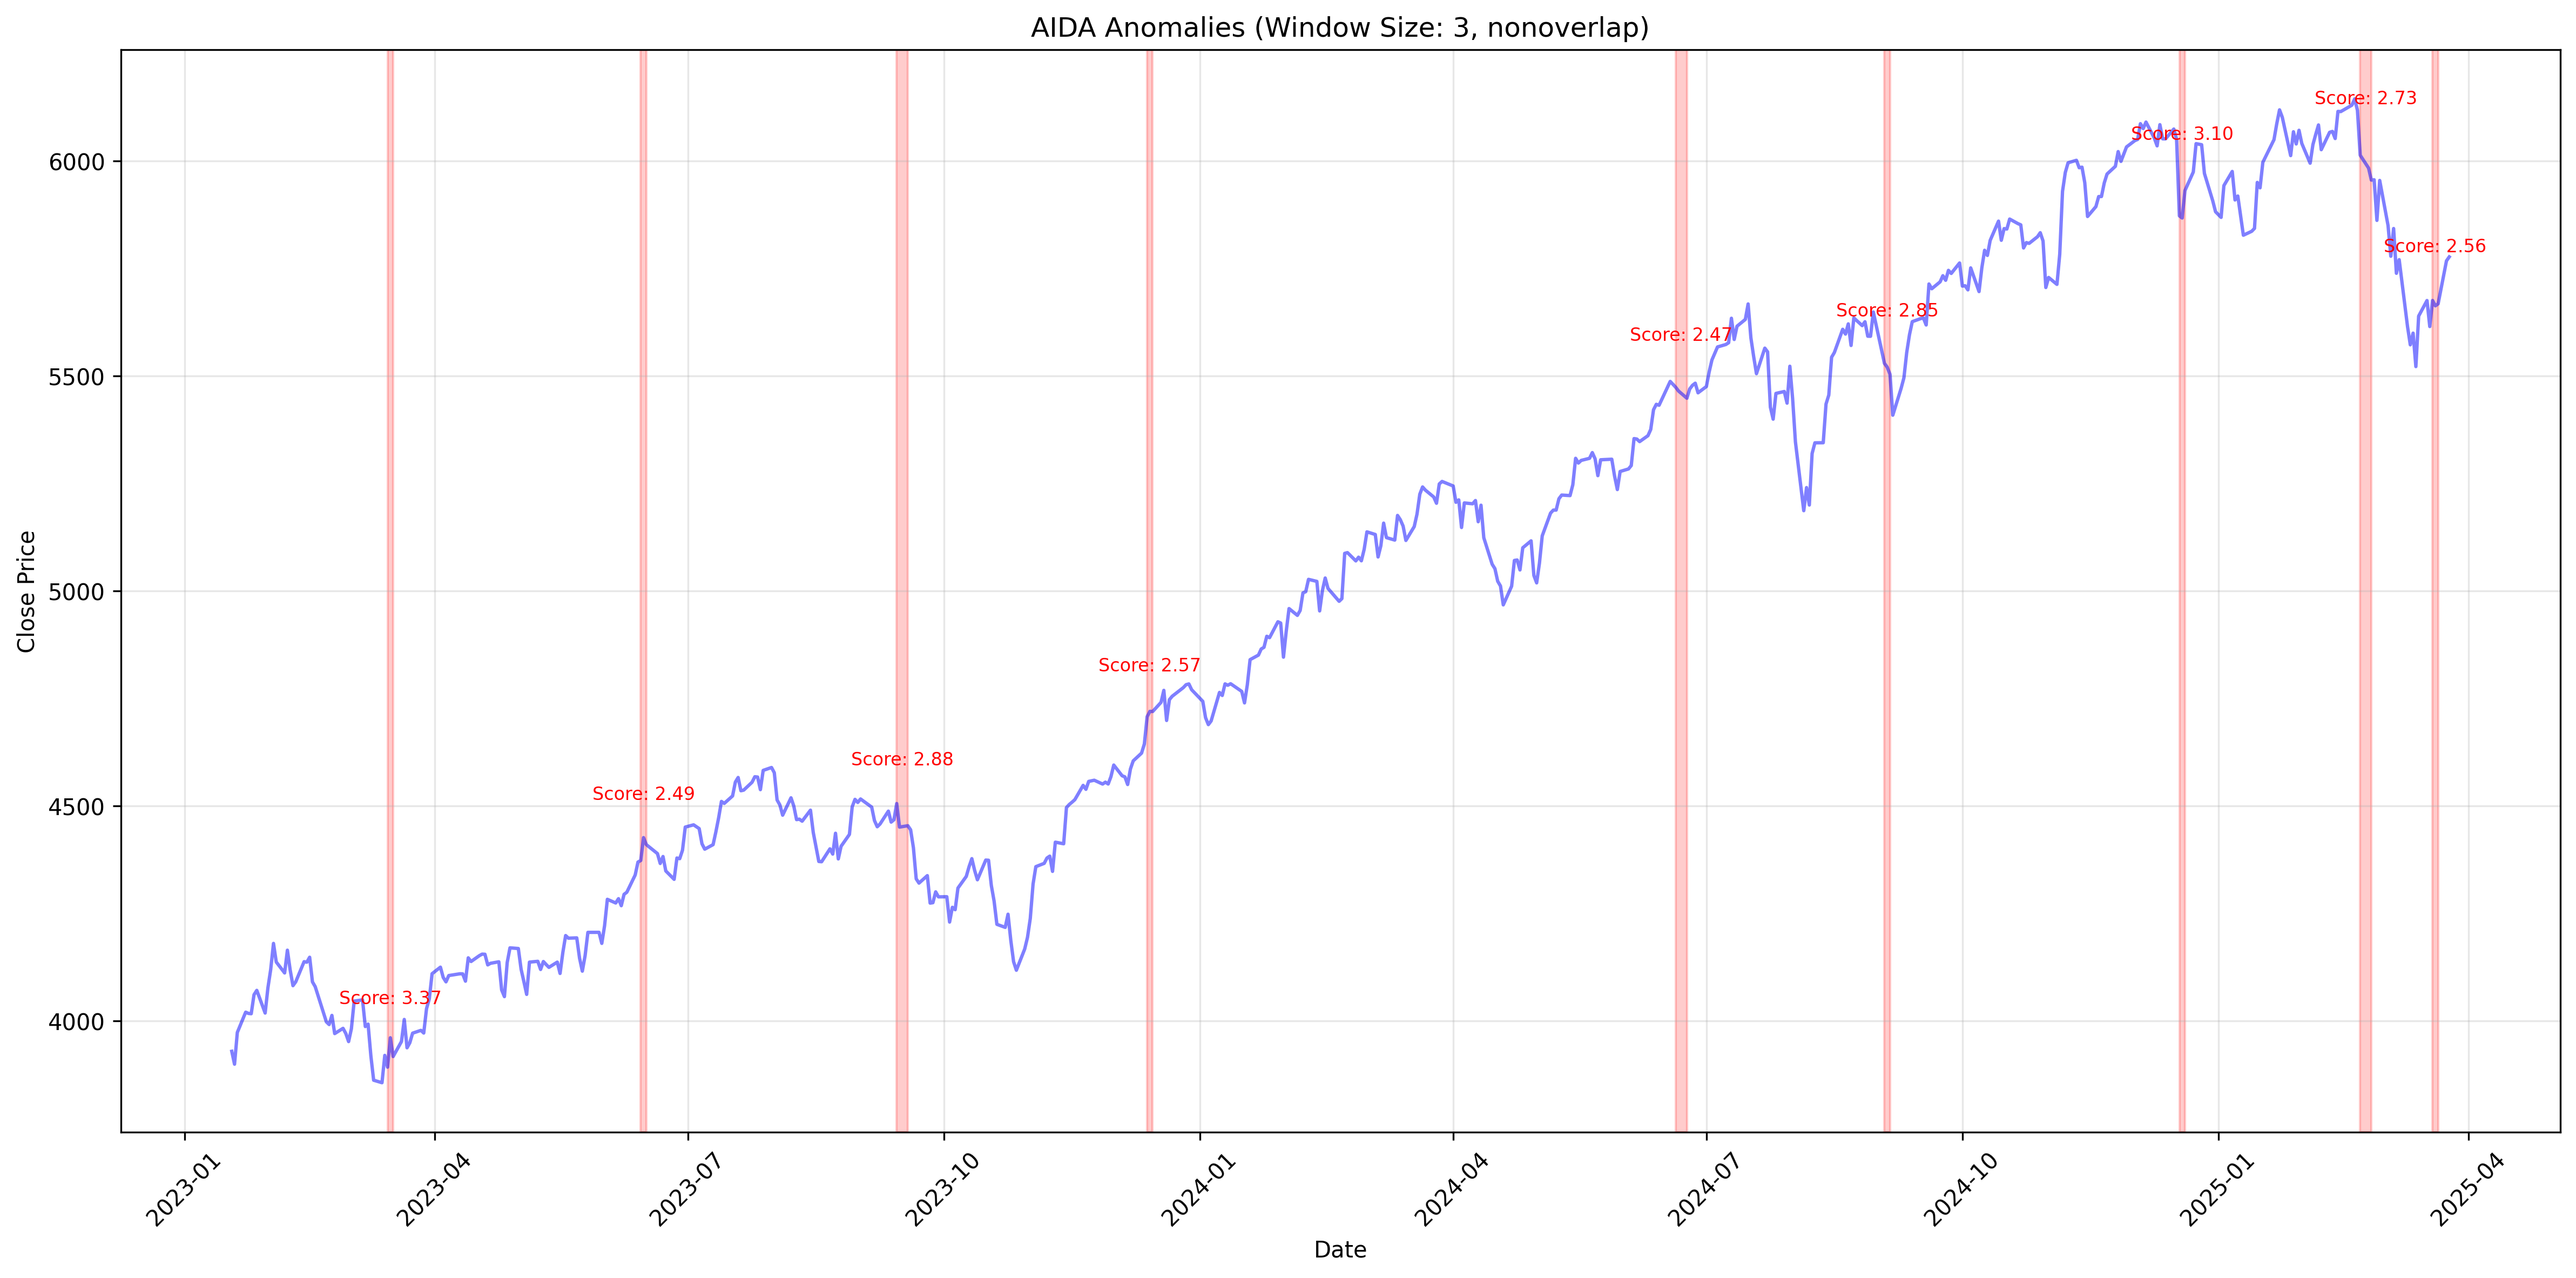 AIDA Anomalies (Window Size: 3, nonoverlap)
Score: 2.73
Score: 3.10
6000
Score: 2.56
Score: 2.85
Score: 2.47
5500
Close Price
5000
Score: 2.57
Score: 2.88
Score: 2.49
4500
Score: 3.37
4000
2023-01
2023-04
2023-07
2023-10
2024-01
2024-04
2024-07
2024-10
2025-01
2025-04
Date